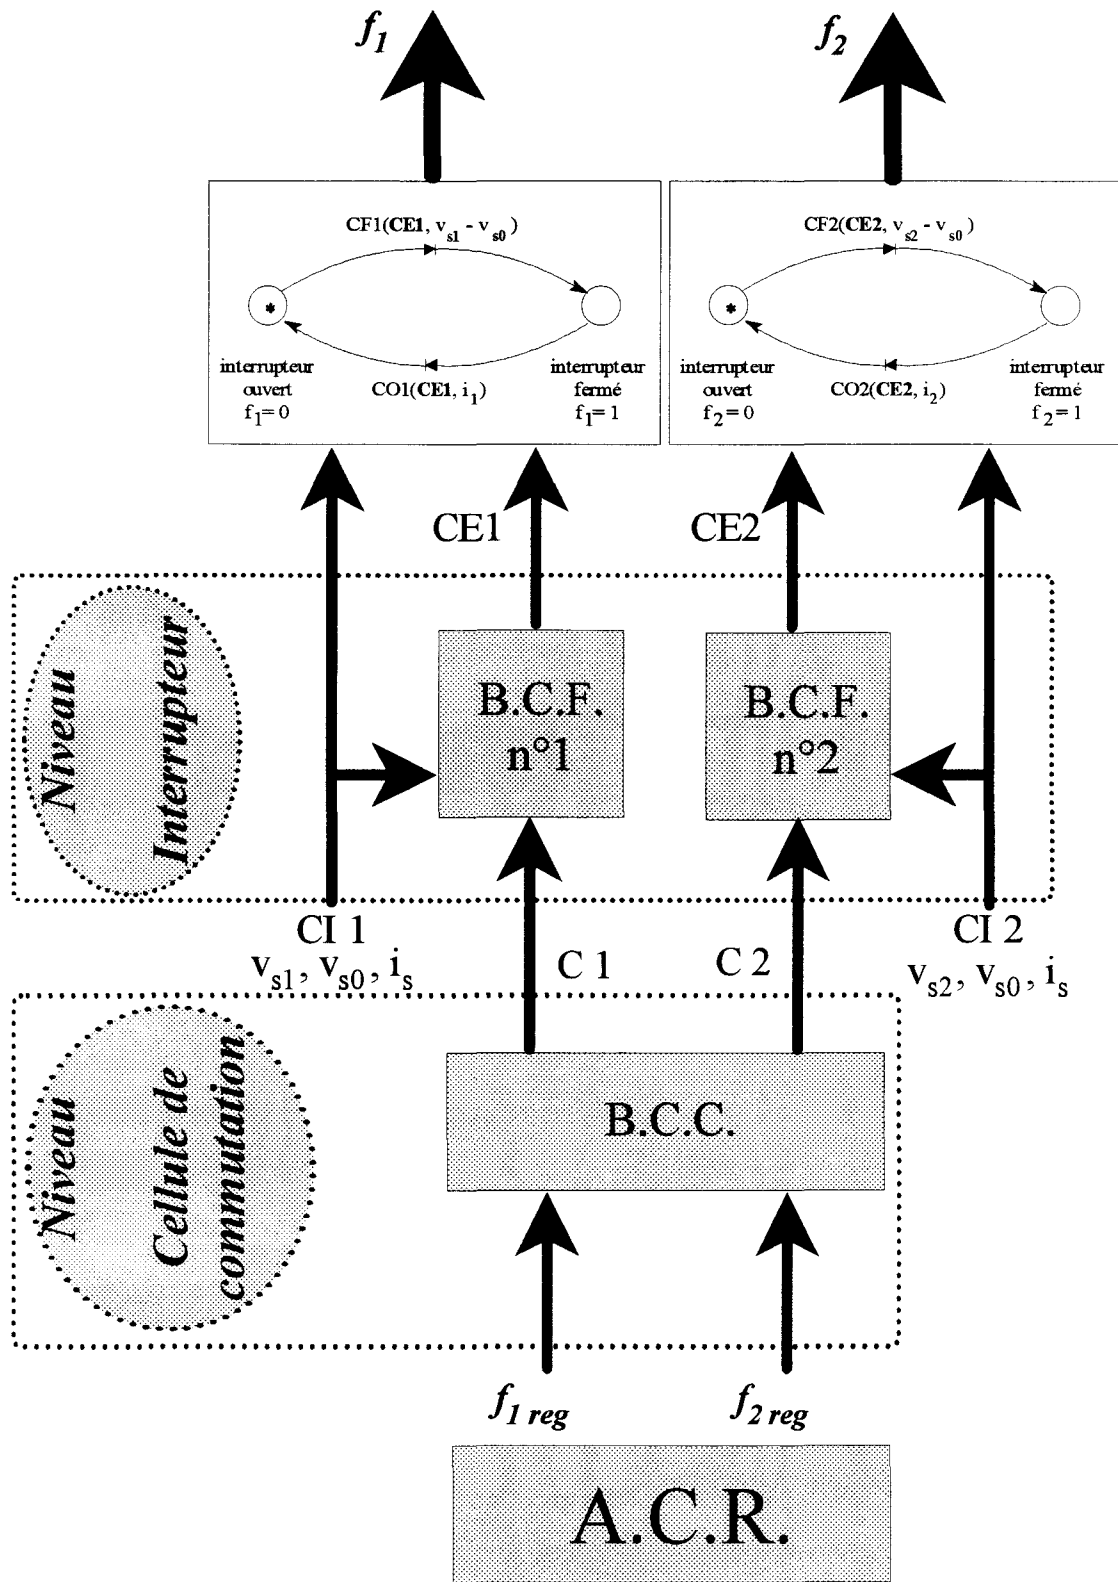 f1
f2
CF1(CE1, vs1 - vs0)
CF2(CE2, vs2 - vs0)
*
*
interrupteur
ouvert
f1= 0
CO1(CE1, i1)
interrupteur
fermé
f1= 1
interrupteur
ouvert
f2= 0
CO2(CE2, i2)
interrupteur
fermé
f2= 1
CE1
CE2
Niveau
Interrupteur
B.C.F.
n°1
B.C.F.
n°2
CI 1
vs1, vs0, is
C 1
C 2
CI 2
vs2, vs0, is
Niveau
Cellule de
commutation
B.C.C.
f1 reg
f2 reg
A.C.R.